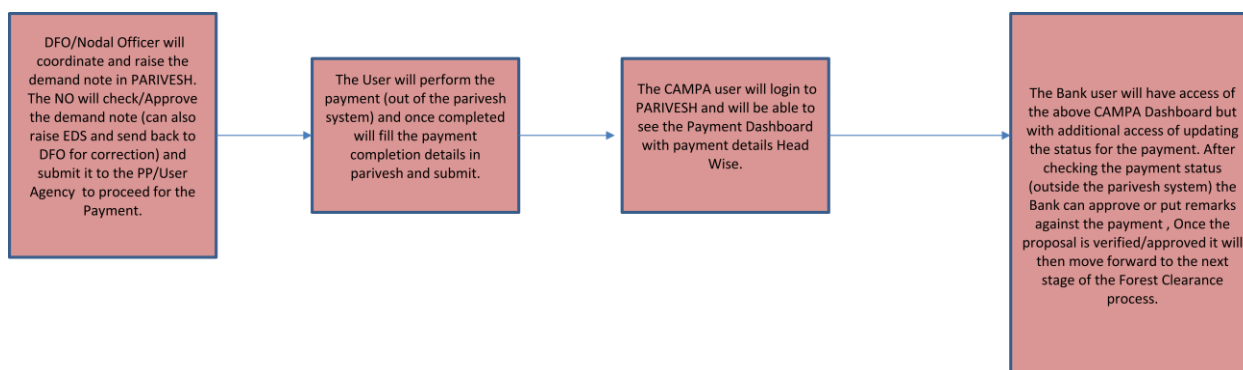 DFO/Nodal Officer will
coordinate and raise the
demand note in PARIVESH.
The NO will check/Approve
the demand note (can also
raise EDS and send back to
DFO for correction) and
submit it to the PP/User
Agency  to proceed for the
Payment.
The User will perform the
payment (out of the parivesh
system) and once completed
will fill the payment
completion details in
parivesh and submit.
The CAMPA user will login to
PARIVESH and will be able to
see the Payment Dashboard
with payment details Head
Wise.
The Bank user will have access of
the above CAMPA Dashboard but
with additional access of updating
the status for the payment. After
checking the payment status
(outside the parivesh system) the
Bank can approve or put remarks
against the payment , Once the
proposal is verified/approved it will
then move forward to the next
stage of the Forest Clearance
process.